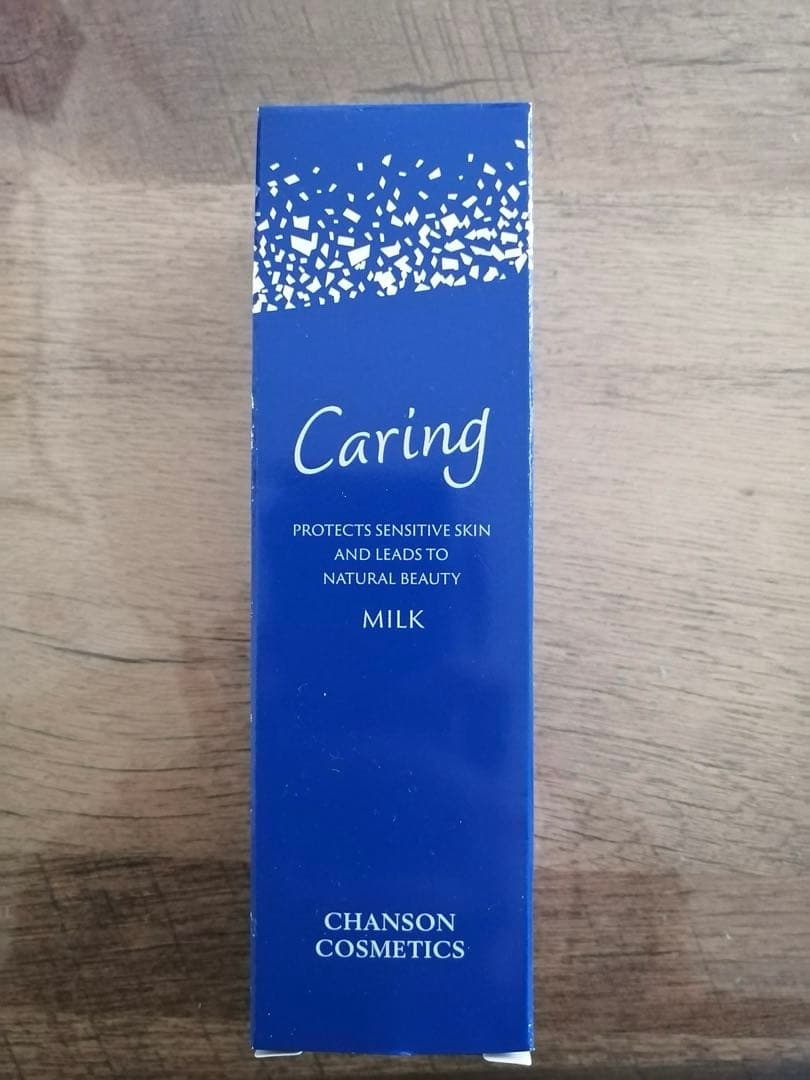 Caring
PROTECTS SENSITIVE SKIN
AND LEADS TO
NATURAL BEAUTY
MILK
CHANSON
COSMETICS